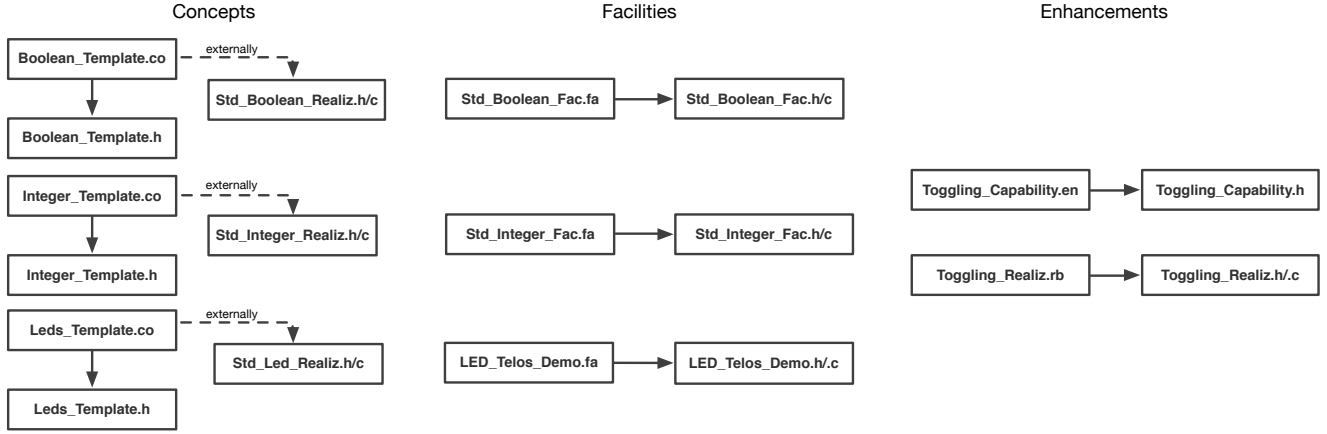 Concepts
Facilities
Enhancements
Boolean_Template.co
externally
Std_Boolean_Realiz.h/c
Boolean_Template.h
Integer_Template.co
externally
Std_Integer_Realiz.h/c
Integer_Template.h
Leds_Template.co
externally
Std_Led_Realiz.h/c
Leds_Template.h
Std_Boolean_Fac.fa
Std_Boolean_Fac.h/c
Std_Integer_Fac.fa
Std_Integer_Fac.h/c
LED_Telos_Demo.fa
LED_Telos_Demo.h/.c
Toggling_Capability.en
Toggling_Capability.h
Toggling_Realiz.rb
Toggling_Realiz.h/.c